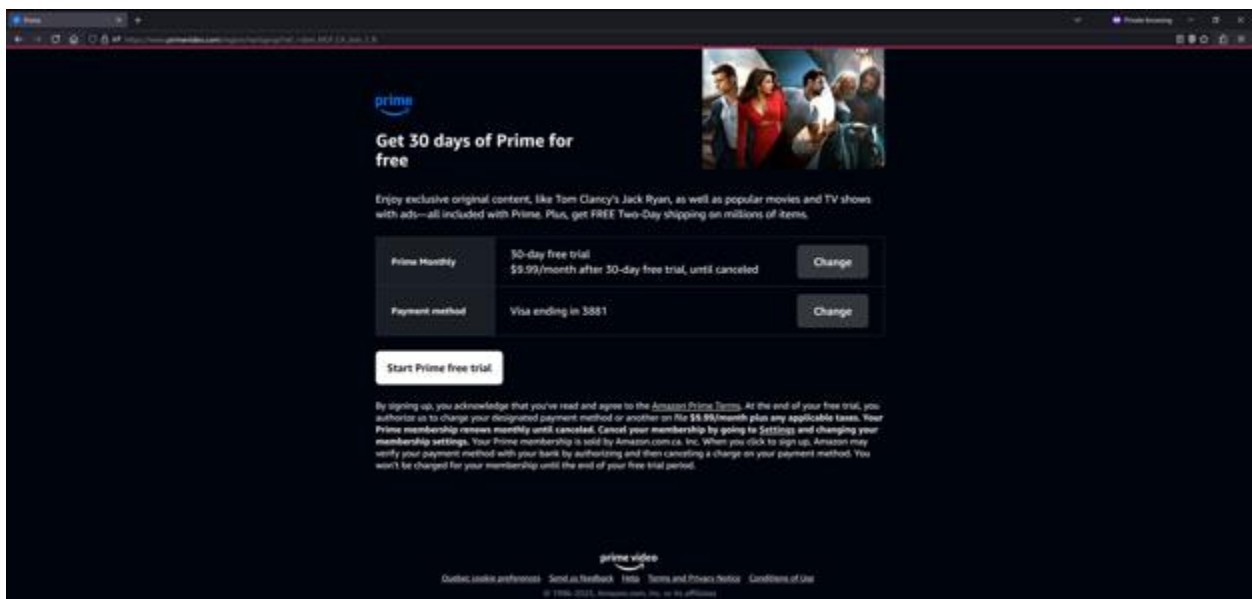 Prime
Private browsing
prime
Get 30 days of Prime for
free
Enjoy exclusive original content, like Tom Clancy's Jack Ryan, as well as popular movies and TV shows
with ads—all included with Prime. Plus, get FREE Two-Day shipping on millions of items.
Prime Monthly
30-day free trial
$9.99/month after 30-day free trial, until canceled
Change
Payment method
Visa ending in 3881
Change
Start Prime free trial
By signing up, you acknowledge that you've read and agree to the Amazon Prime Terms. At the end of your free trial, you
authorize us to charge your designated payment method or another on file $9.99/month plus any applicable taxes. Your
Prime membership renews monthly until canceled. Cancel your membership by going to Settings and changing your
membership settings. Your Prime membership is sold by Amazon.com.ca. Inc. When you click to sign up, Amazon may
verify your payment method with your bank by authorizing and then canceling a charge on your payment method. You
won't be charged for your membership until the end of your free trial period.
prime video
Quebec cookie preferences Send us feedback Help Terms and Privacy Notice Conditions of Use
Amazon.com, Inc. or its affiliates